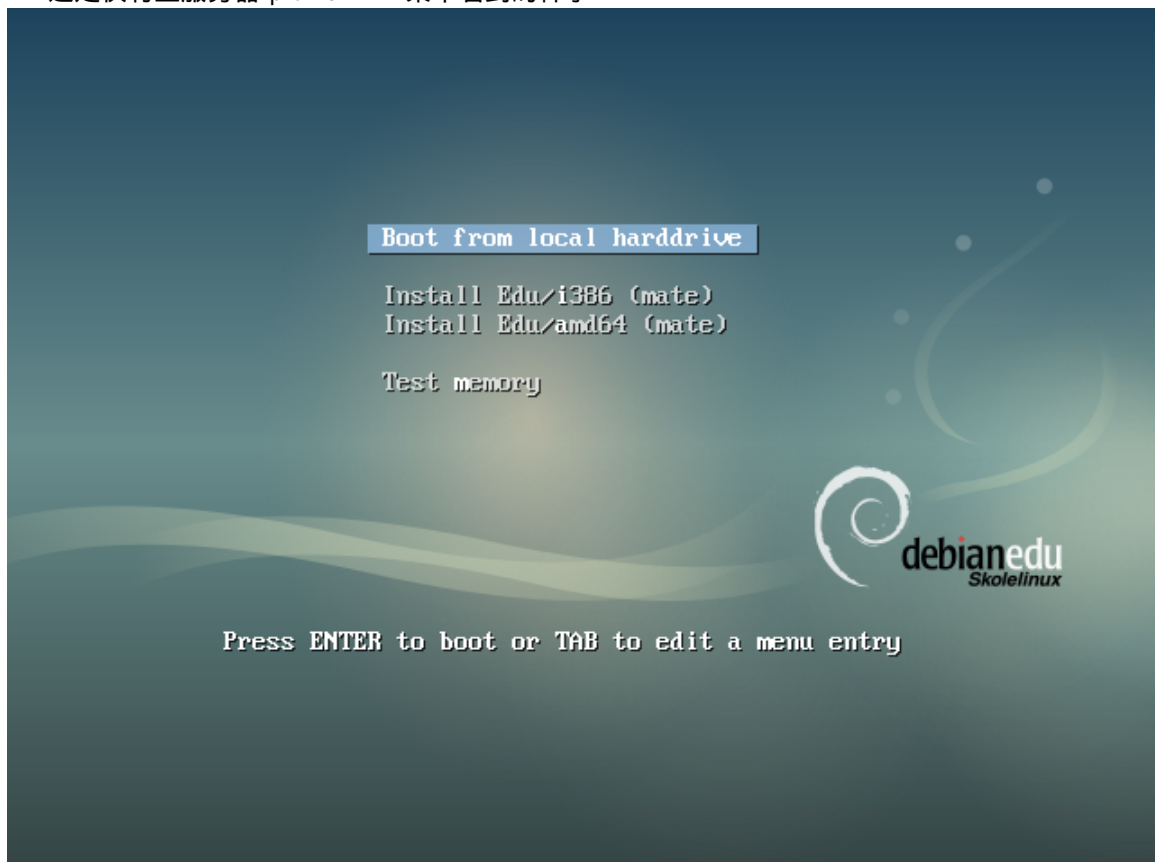 Boot from local harddrive
Install Edu/i386 (mate)
Install Edu/amd64 (mate)
Test memory
debianedu
Skolelinux
Press ENTER to boot or TAB to edit a menu entry